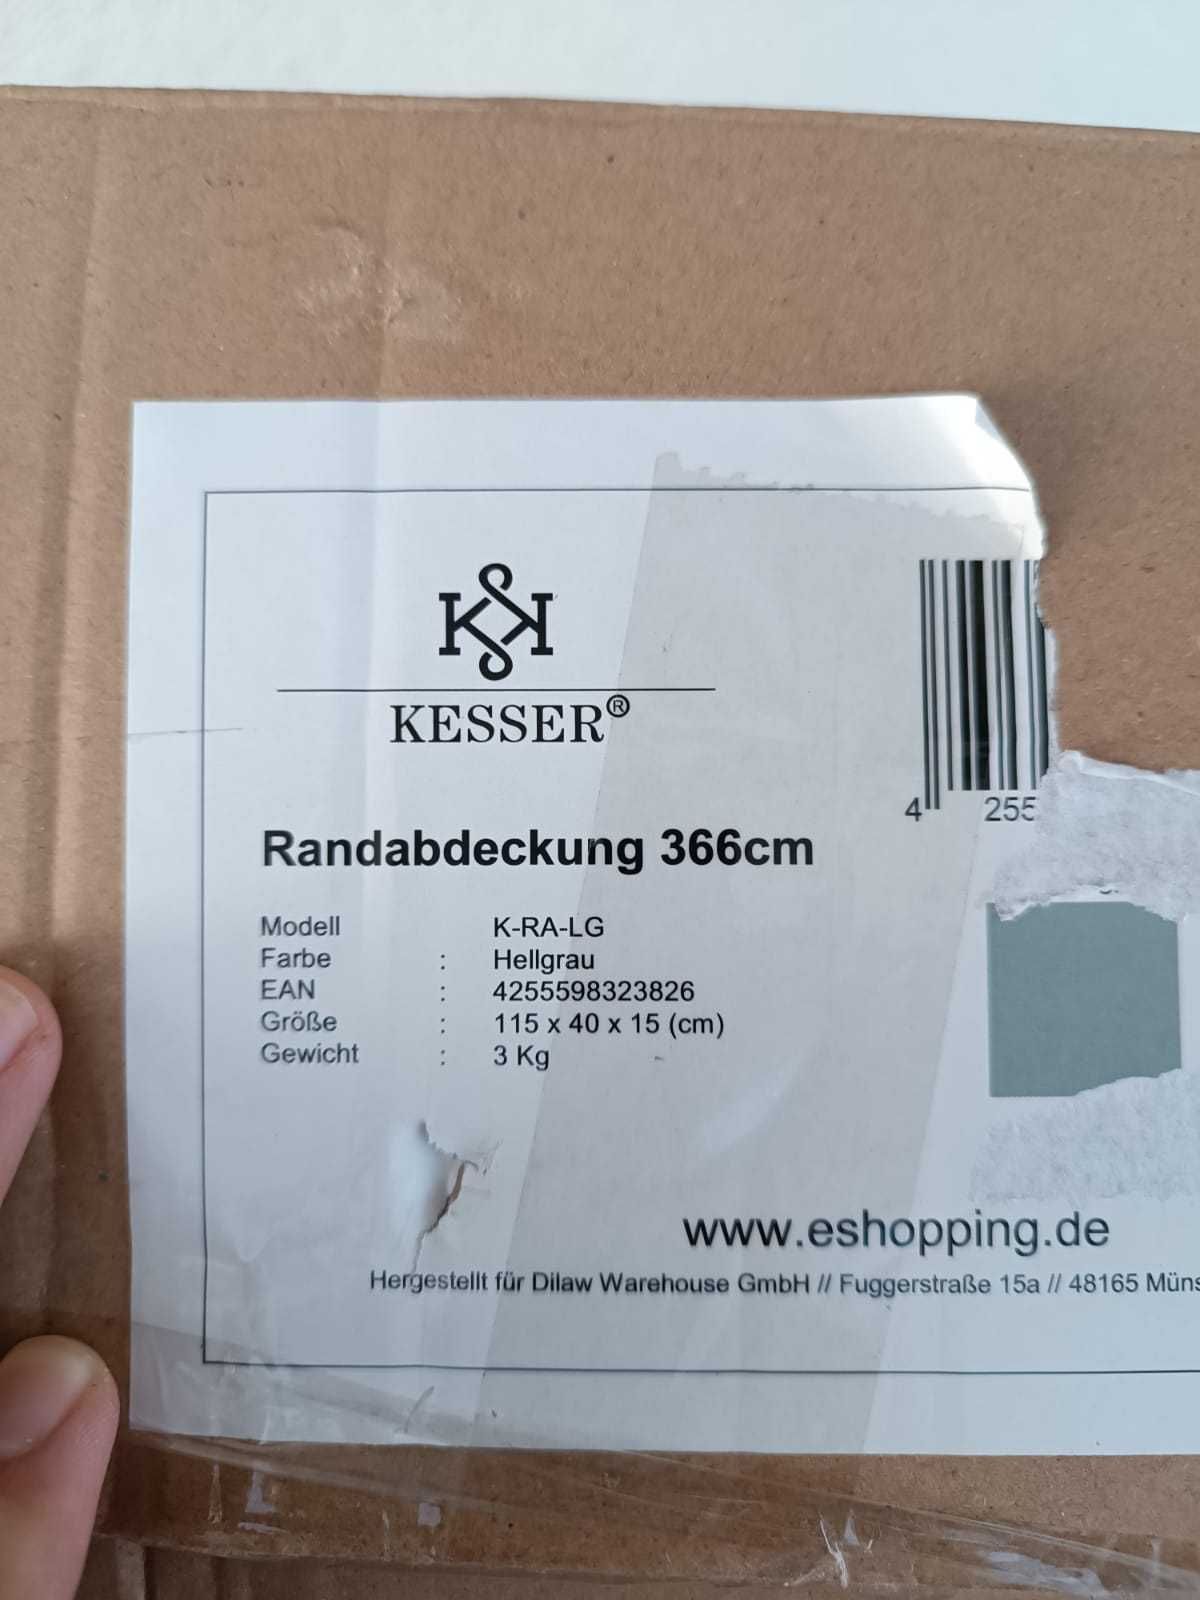 KESSER®
4 255
Randabdeckung 366cm
Modell K-RA-LG
Farbe : Hellgrau
EAN : 4255598323826
Größe : 115 x 40 x 15 (cm)
Gewicht : 3 Kg
www.eshopping.de
Hergestellt für Dilaw Warehouse GmbH // Fuggerstraße 15a // 48165 Müns